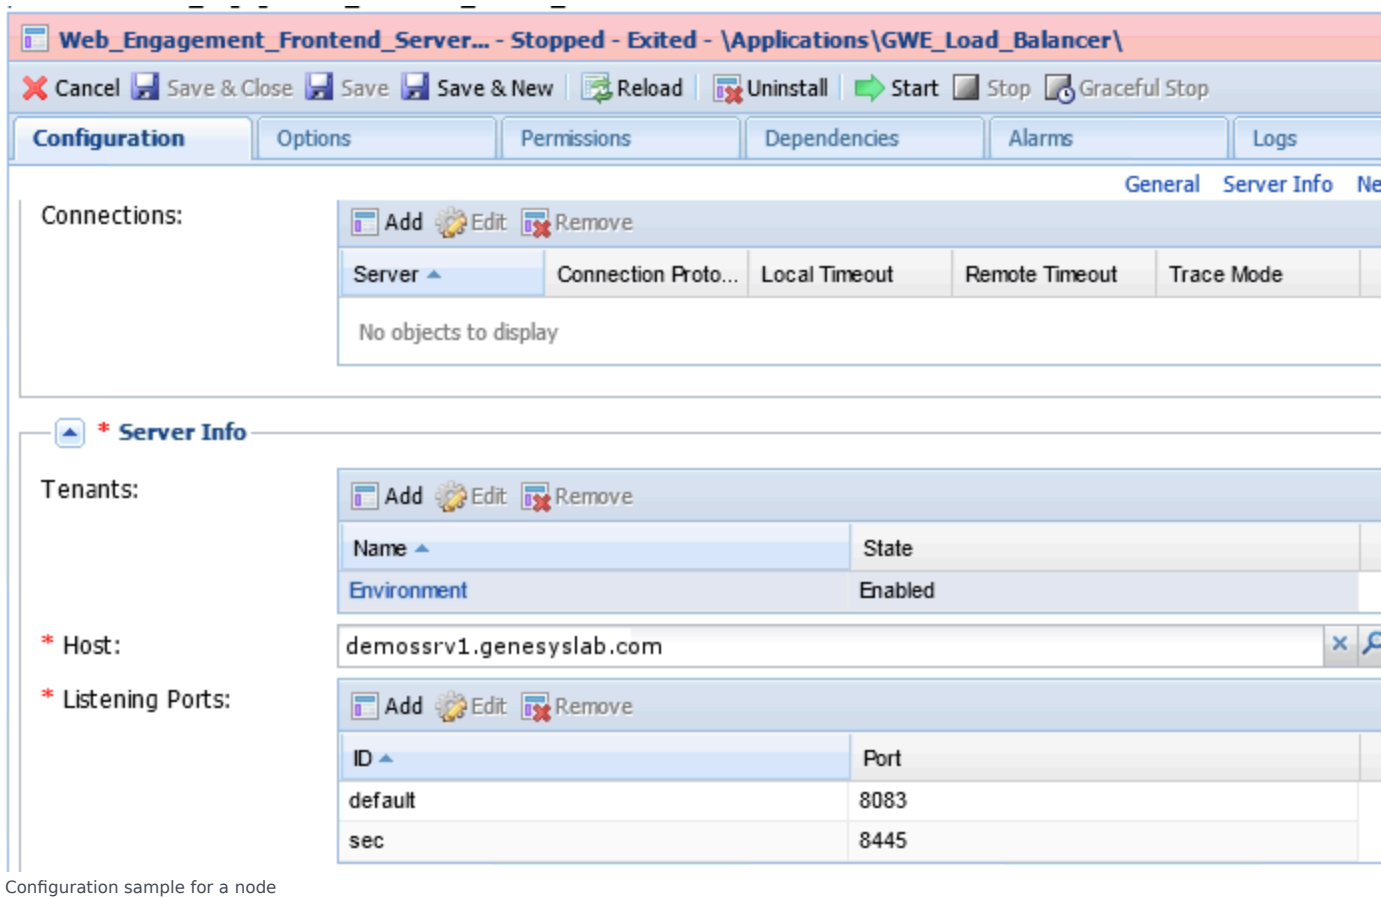 Web_Engagement_Frontend_Server... - Stopped - Exited - \Applications\GWE_Load_Balancer\
Cancel Save & Close Save Save & New Reload Uninstall Start Stop Graceful Stop
Configuration Options Permissions Dependencies Alarms Logs
General Server Info Ne
Connections:
Add Edit Remove
Server Connection Proto... Local Timeout Remote Timeout Trace Mode
No objects to display
* Server Info
Tenants:
Add Edit Remove
Name State
Environment Enabled
* Host:
demossrv1.genesyslab.com
* Listening Ports:
Add Edit Remove
ID Port
default 8083
sec 8445
Configuration sample for a node